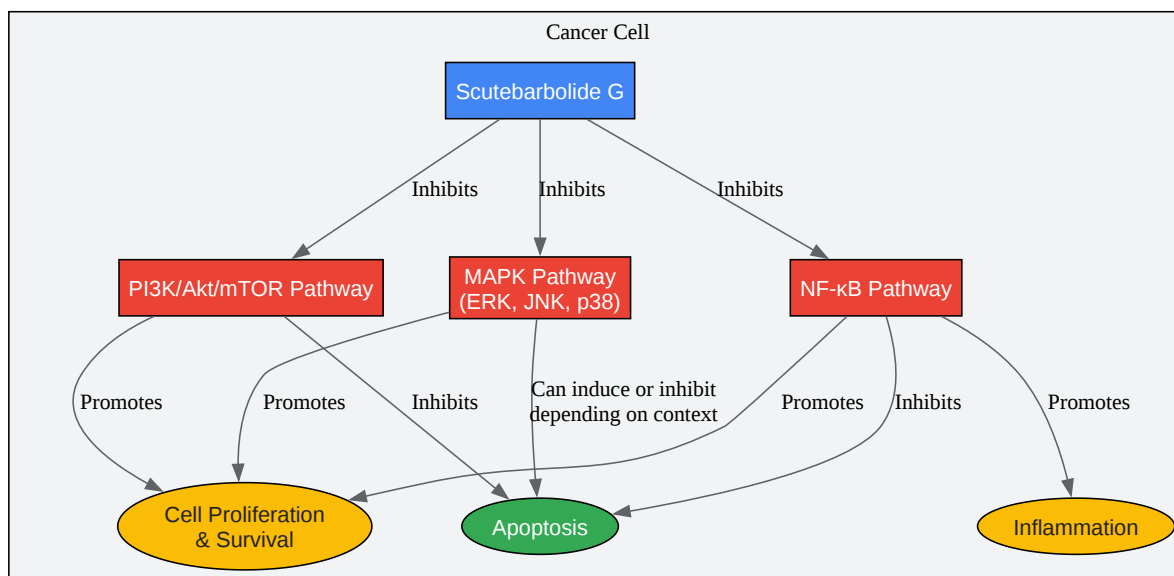 Cancer Cell
Scutebarbolide G
Inhibits
Inhibits
Inhibits
PI3K/Akt/mTOR Pathway
MAPK Pathway
(ERK, JNK, p38)
NF-κB Pathway
Promotes
Promotes
Inhibits
Can induce or inhibit
depending on context
Promotes
Inhibits
Promotes
Cell Proliferation
& Survival
Apoptosis
Inflammation